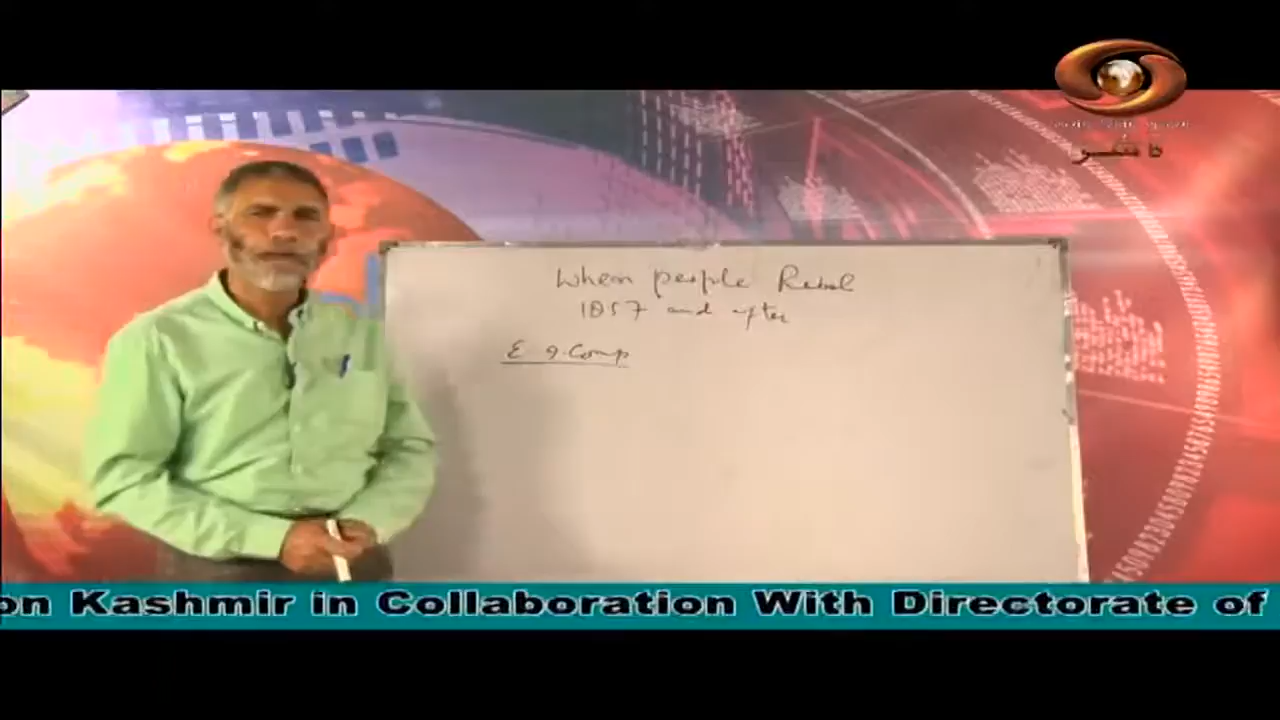 When people Rebel
1857 and after
E I. Comp
on Kashmir in Collaboration With Directorate of